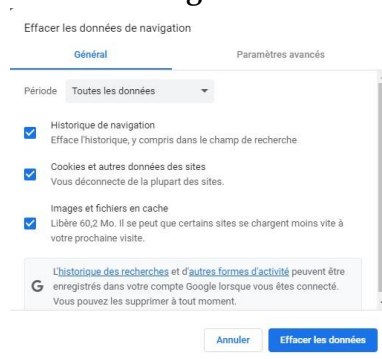 Effacer les données de navigation
Général Paramètres avancés
Période Toutes les données
Historique de navigation
Efface l'historique, y compris dans le champ de recherche
Cookies et autres données des sites
Vous déconnecte de la plupart des sites.
Images et fichiers en cache
Libère 60,2 Mo. Il se peut que certains sites se chargent moins vite à
votre prochaine visite.
L'historique des recherches et d'autres formes d'activité peuvent être
G enregistrés dans votre compte Google lorsque vous êtes connecté.
Vous pouvez les supprimer à tout moment.
Annuler Effacer les données